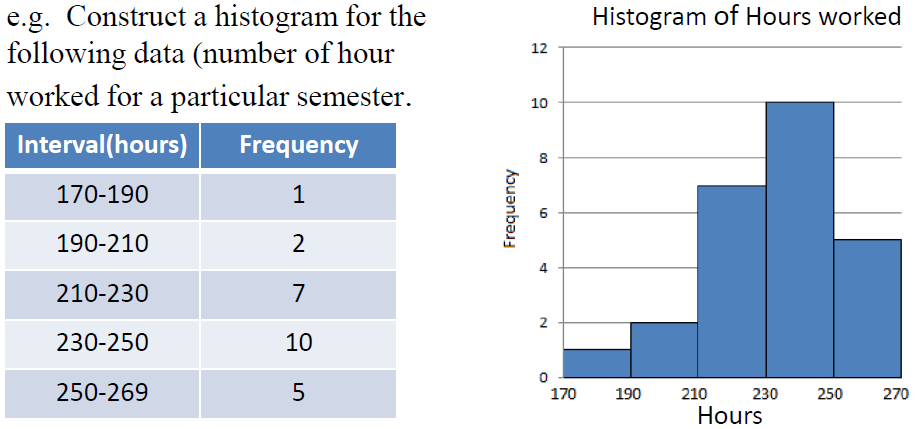 e.g. Construct a histogram for the
following data (number of hour
worked for a particular semester.
Interval(hours) Frequency
170-190 1
190-210 2
210-230 7
230-250 10
250-269 5
Histogram of Hours worked
Frequency
12
10
8
6
4
2
0
170 190 210 230 250 270
Hours